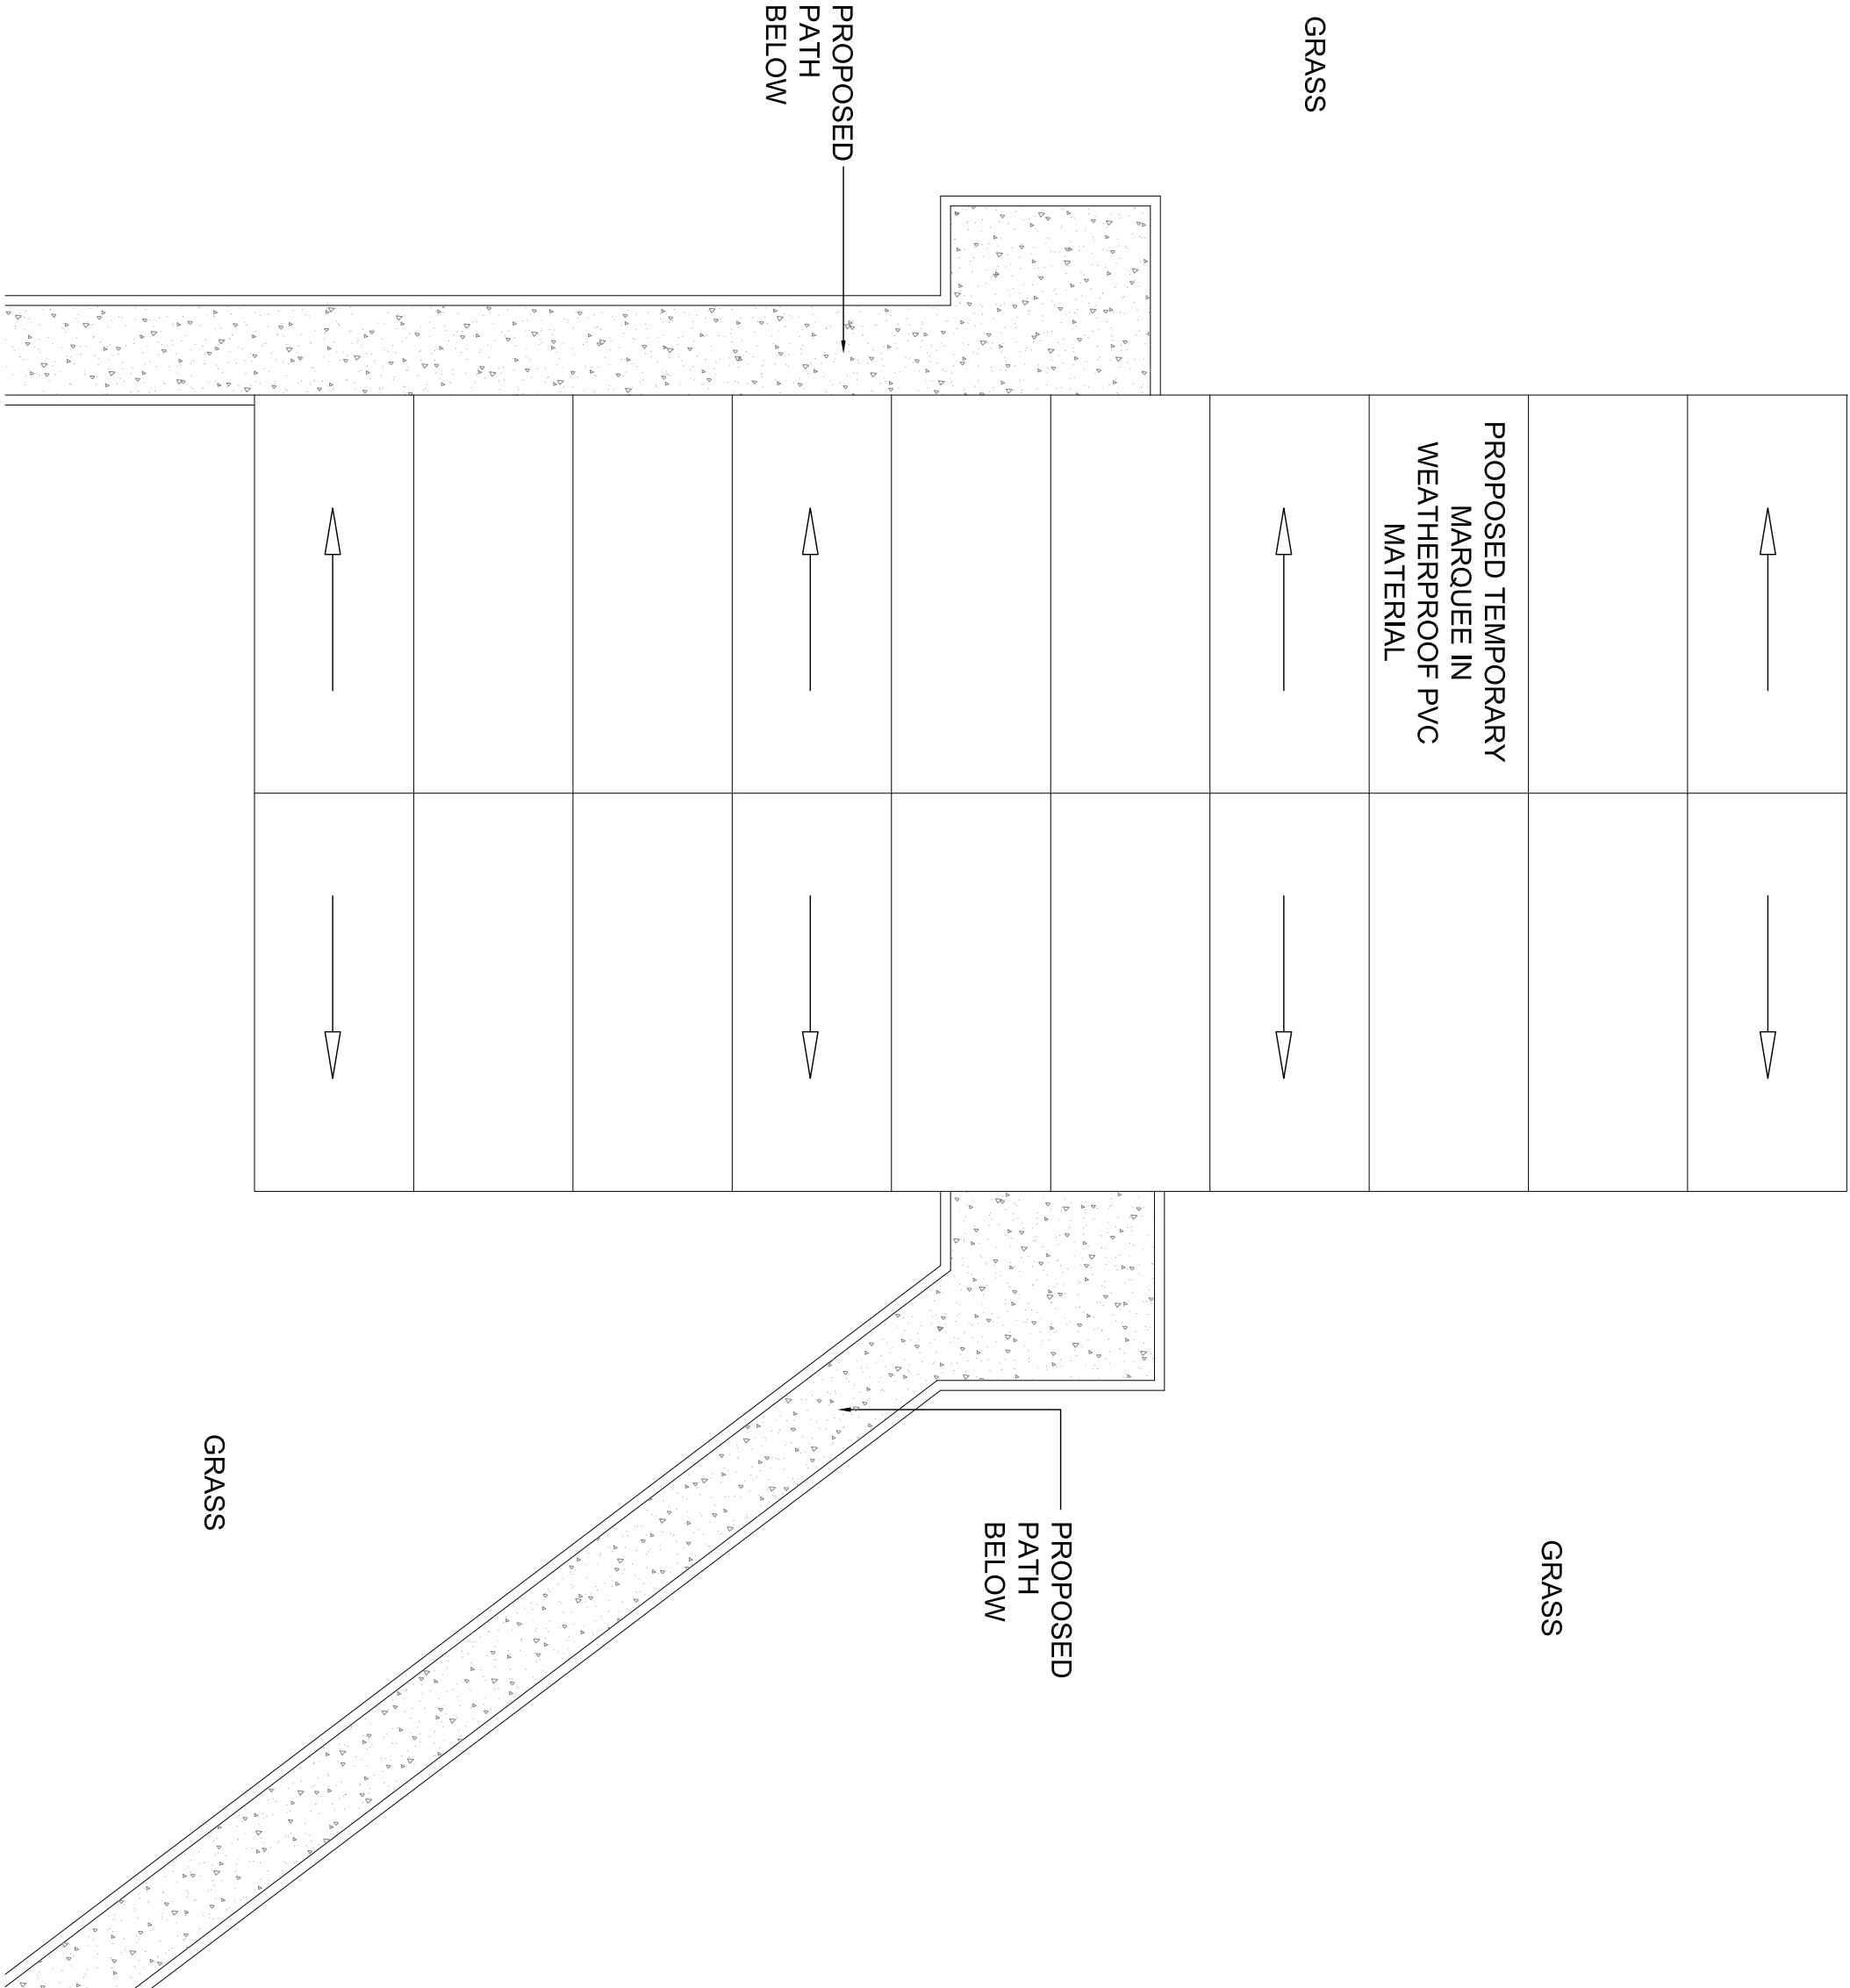 GRASS
PROPOSED
PATH
BELOW
PROPOSED TEMPORARY
MARQUEE IN
WEATHERPROOF PVC
MATERIAL
GRASS
PROPOSED
PATH
BELOW
GRASS